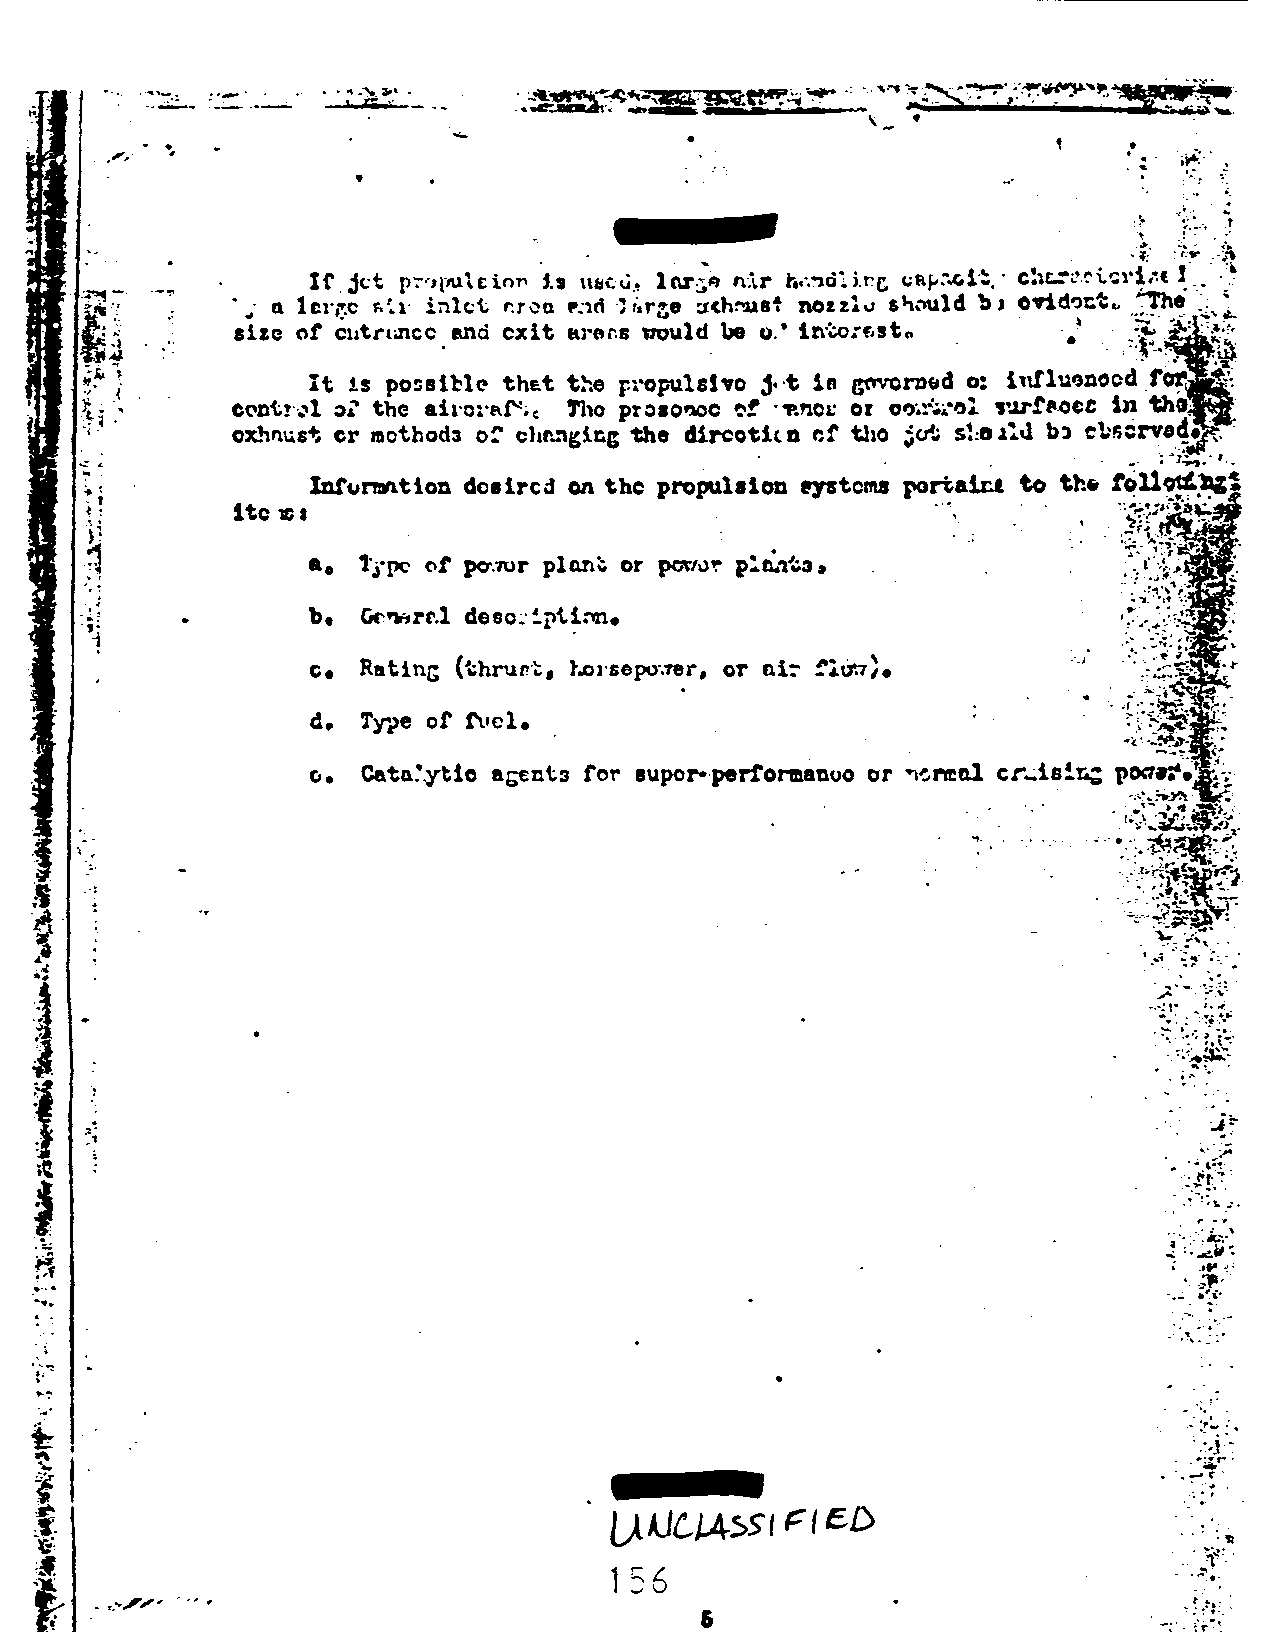 If jet propulsion is used, large air handling capacity characterized
by a large air inlet area and large exhaust nozzle should be evident. The
size of entrance and exit areas would be of interest.
It is possible that the propulsive jet is governed or influenced for
control of the aircraft. The presence of vanes or control surfaces in the
exhaust or methods of changing the direction of the jet should be observed.
Information desired on the propulsion systems pertains to the following
items:
a. Type of power plant or power plants.
b. General description.
c. Rating (thrust, horsepower, or air flow).
d. Type of fuel.
e. Catalytic agents for super-performance or normal cruising power.
UNCLASSIFIED
156
5